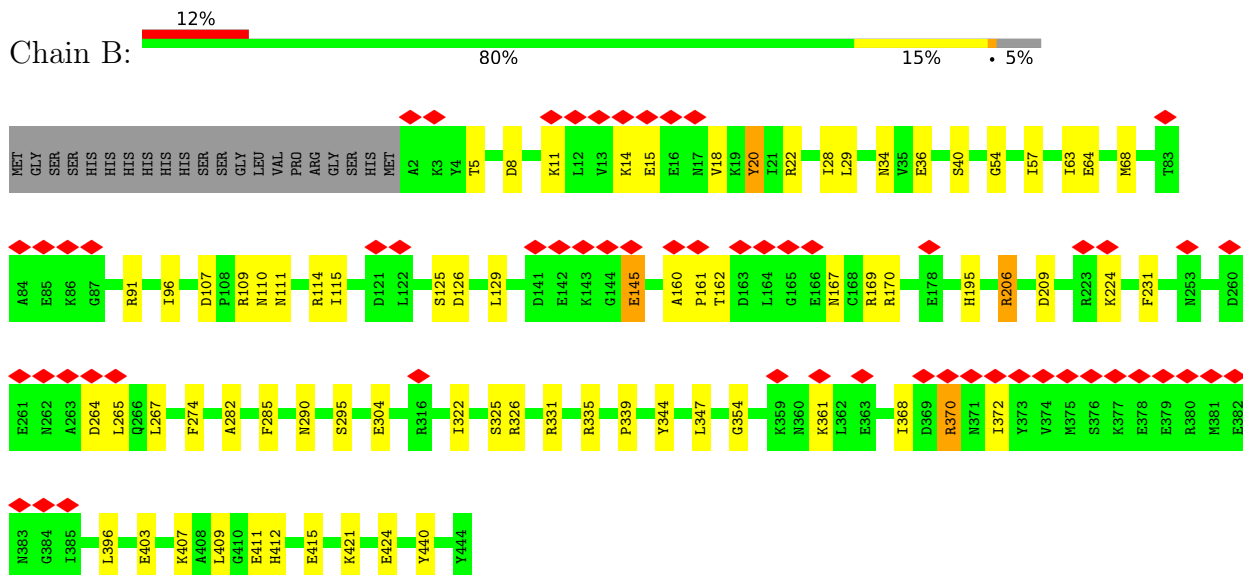 12%
Chain B:
80% 15% • 5%
MET GLY SER SER HIS HIS HIS HIS HIS HIS SER SER GLY LEU VAL PRO ARG GLY SER HIS MET A2 K3 Y4 T5 D8 K11 L12 V13 K14 E15 E16 N17 V18 K19 Y20 I21 R22 I28 L29 N34 V35 E36 S40 G54 I57 I63 E64 M68 T83
A84 E85 K86 G87 R91 I96 D107 P108 R109 N110 N111 R114 I115 D121 L122 S125 D126 L129 D141 E142 K143 G144 E145 A160 P161 T162 D163 L164 G165 E166 N167 C168 R169 R170 E178 H195 R206 D209 R223 K224 F231 N253 D260
E261 N262 A263 D264 L265 Q266 L267 F274 A282 F285 N290 S295 E304 R316 I322 S325 R326 R331 R335 P339 Y344 L347 G354 K359 N360 K361 L362 E363 I368 D369 R370 N371 I372 Y373 V374 M375 S376 K377 E378 E379 R380 M381 E382
N383 G384 I385 L396 E403 K407 A408 L409 G410 E411 H412 E415 K421 E424 Y440 Y444